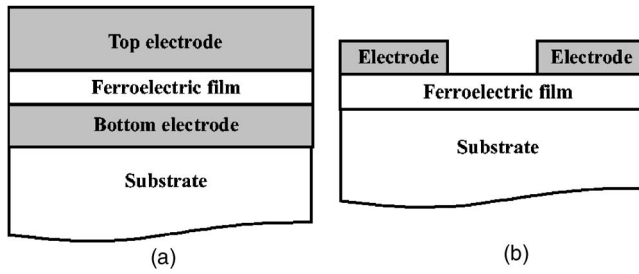 Top electrode
Ferroelectric film
Bottom electrode
Substrate
(a)
Electrode Electrode
Ferroelectric film
Substrate
(b)